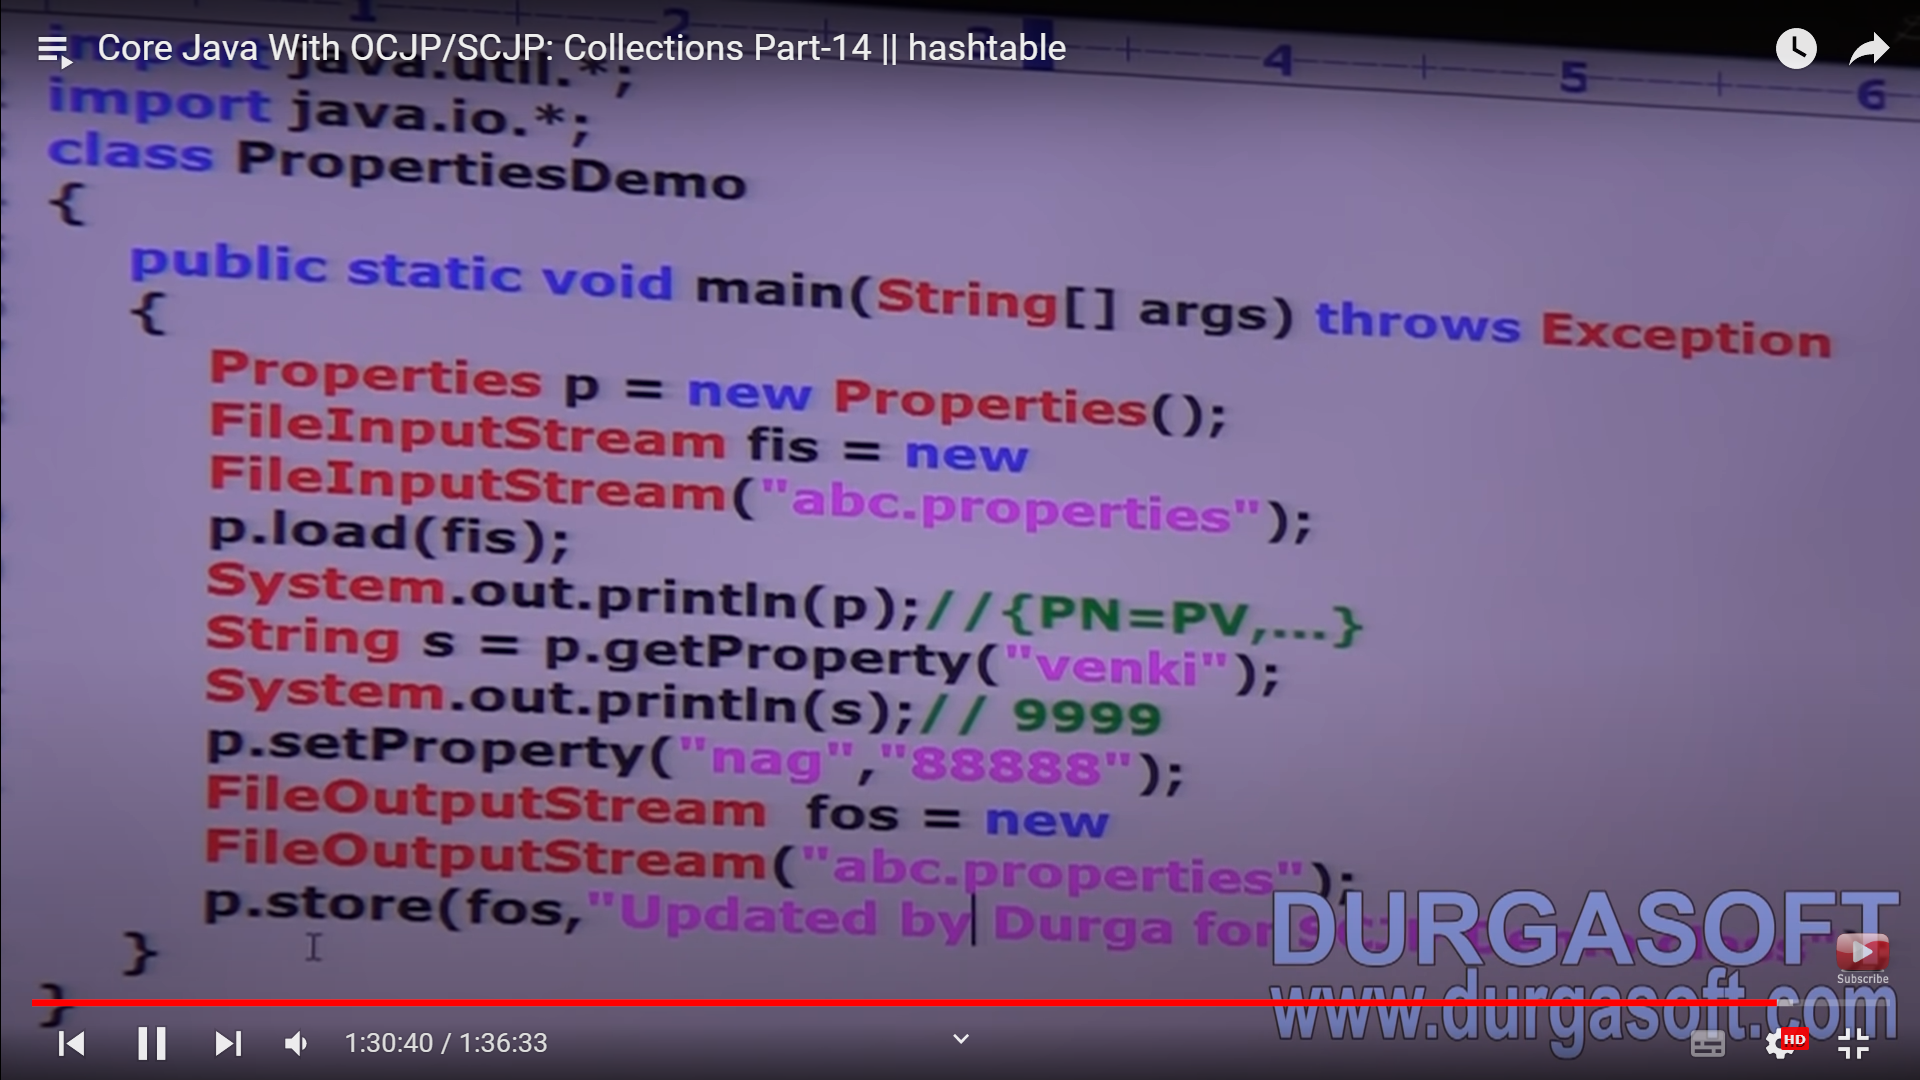 Core Java With OCJP/SCJP: Collections Part-14 || hashtable
1 2 3 4 5 6
import java.util.*;
import java.io.*;
class PropertiesDemo
{
public static void main(String[] args) throws Exception
{
Properties p = new Properties();
FileInputStream fis = new
FileInputStream("abc.properties");
p.load(fis);
System.out.println(p);//{PN=PV,...}
String s = p.getProperty("venki");
System.out.println(s);// 9999
p.setProperty("nag","88888");
FileOutputStream fos = new
FileOutputStream("abc.properties");
p.store(fos,"Updated by Durga for
}
}
DURGASOFT
www.durgasoft.com
Subscribe
1:30:40 / 1:36:33
HD